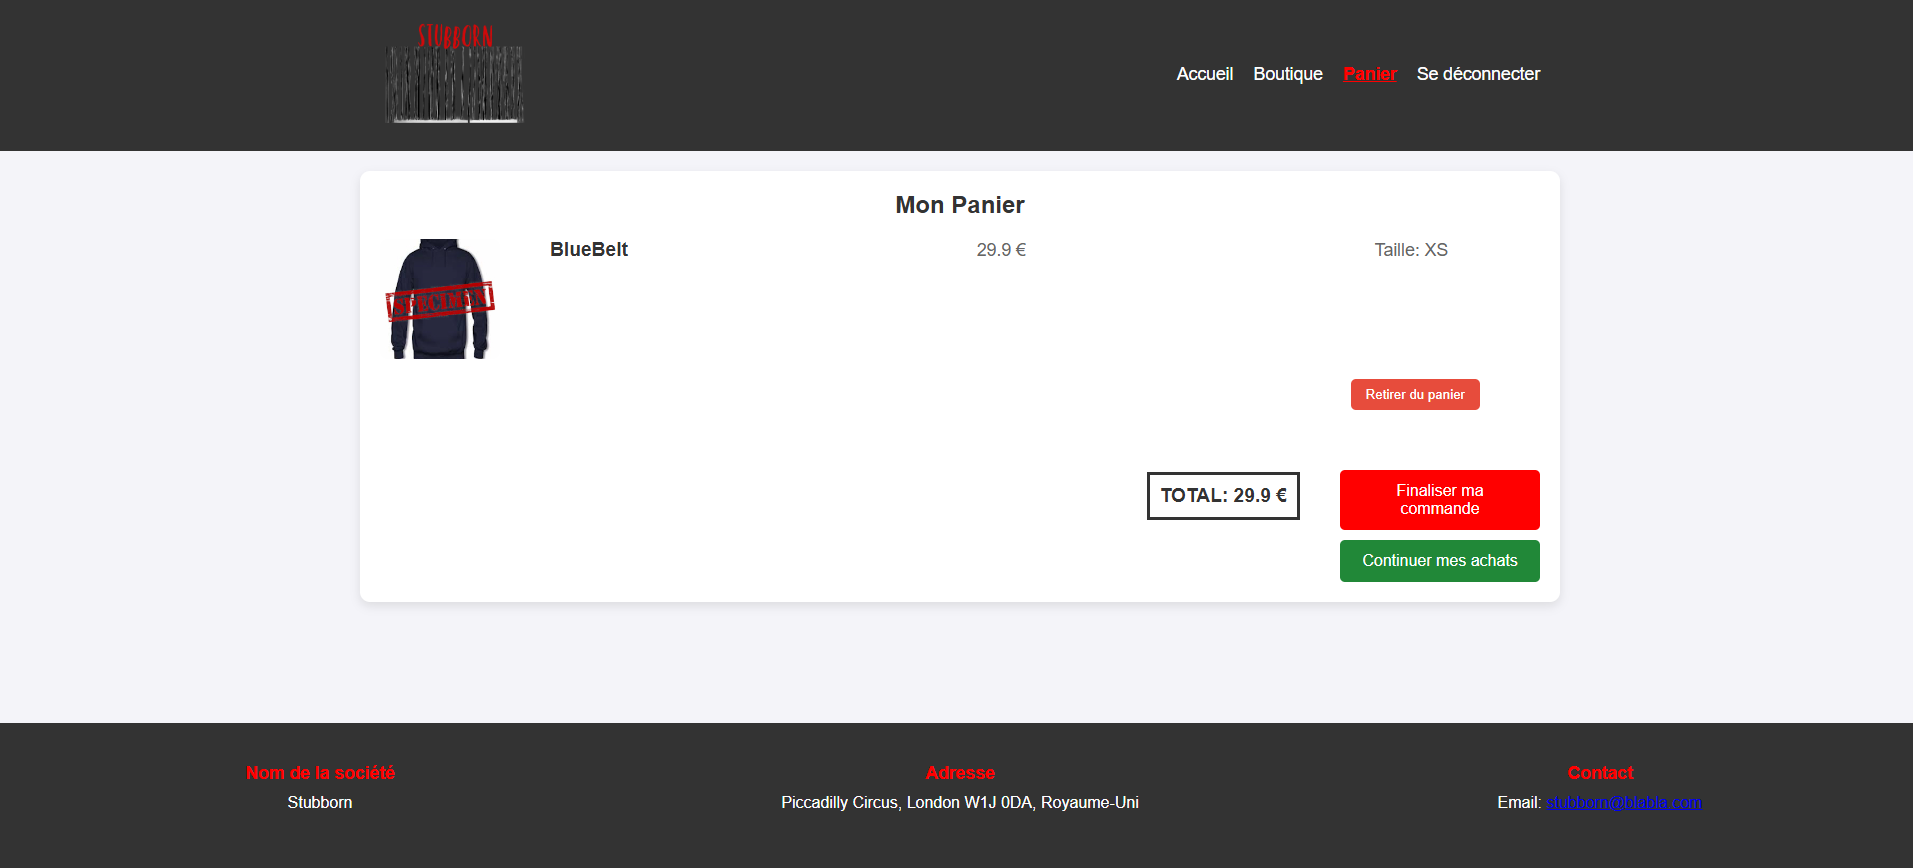 STUBBORN
Accueil Boutique Panier Se déconnecter
Mon Panier
BlueBelt 29.9 € Taille: XS
SPECIMEN
Retirer du panier
TOTAL: 29.9 €
Finaliser ma
commande
Continuer mes achats
Nom de la société
Stubborn
Adresse
Piccadilly Circus, London W1J 0DA, Royaume-Uni
Contact
Email: stubborn@blabla.com